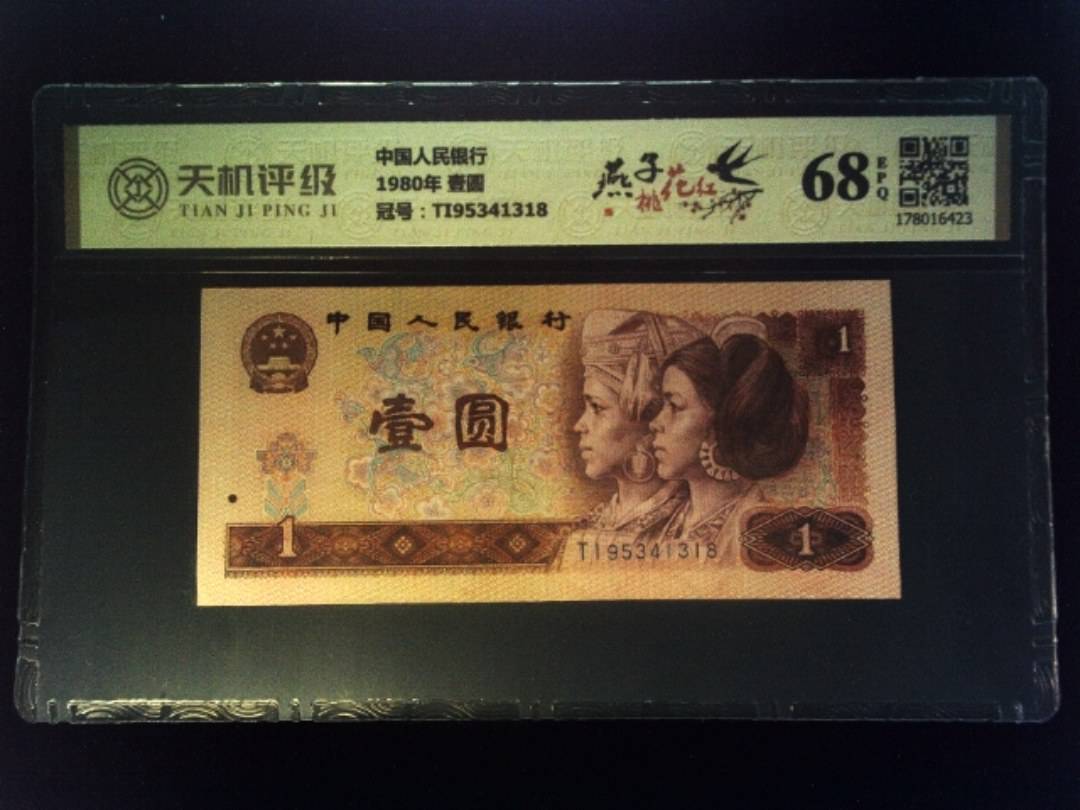 天机评级
TIAN JI PING JI
中国人民银行
1980年 壹圆
冠号：TI95341318
燕子
桃花红
68
EPQ
178016423
中国人民银行
1
壹圆
1
TI95341318
1